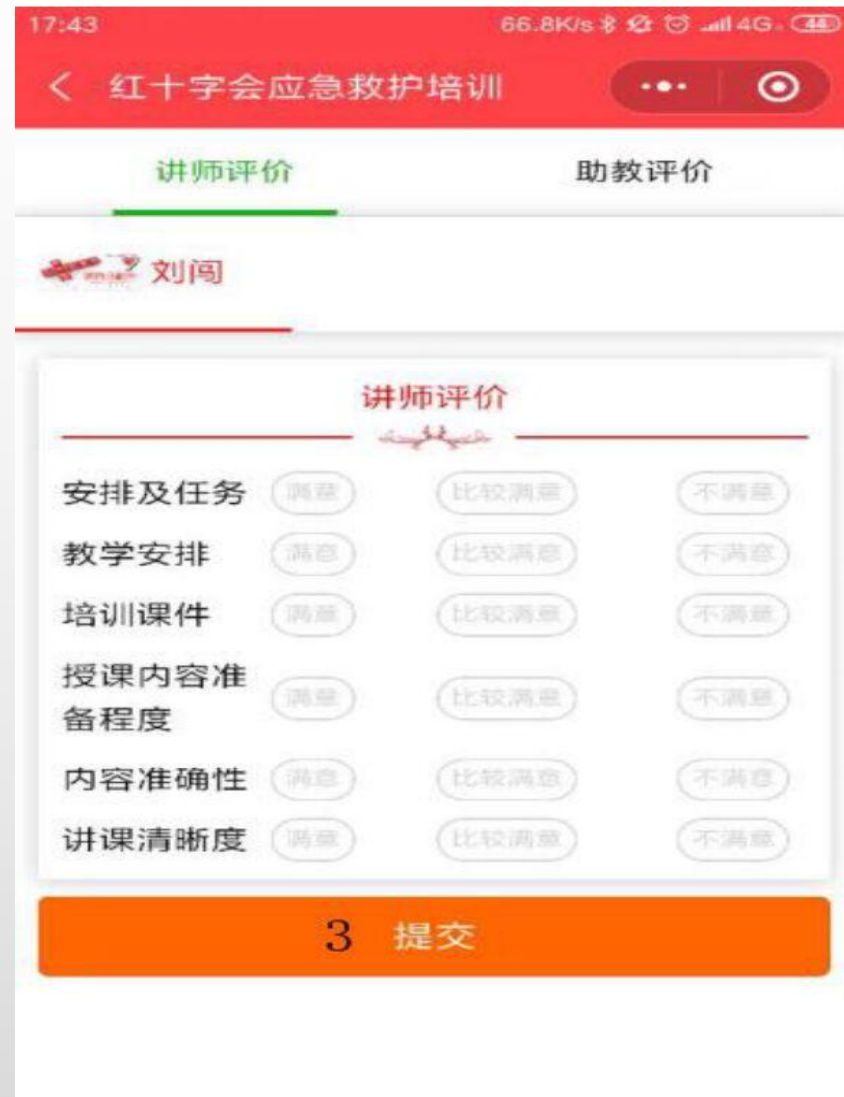 17:43 66.8K/s 4G 44
红十字会应急救护培训
讲师评价 助教评价
刘闯
讲师评价
安排及任务 满意 比较满意 不满意
教学安排 满意 比较满意 不满意
培训课件 满意 比较满意 不满意
授课内容准
备程度 满意 比较满意 不满意
内容准确性 满意 比较满意 不满意
讲课清晰度 满意 比较满意 不满意
3 提交